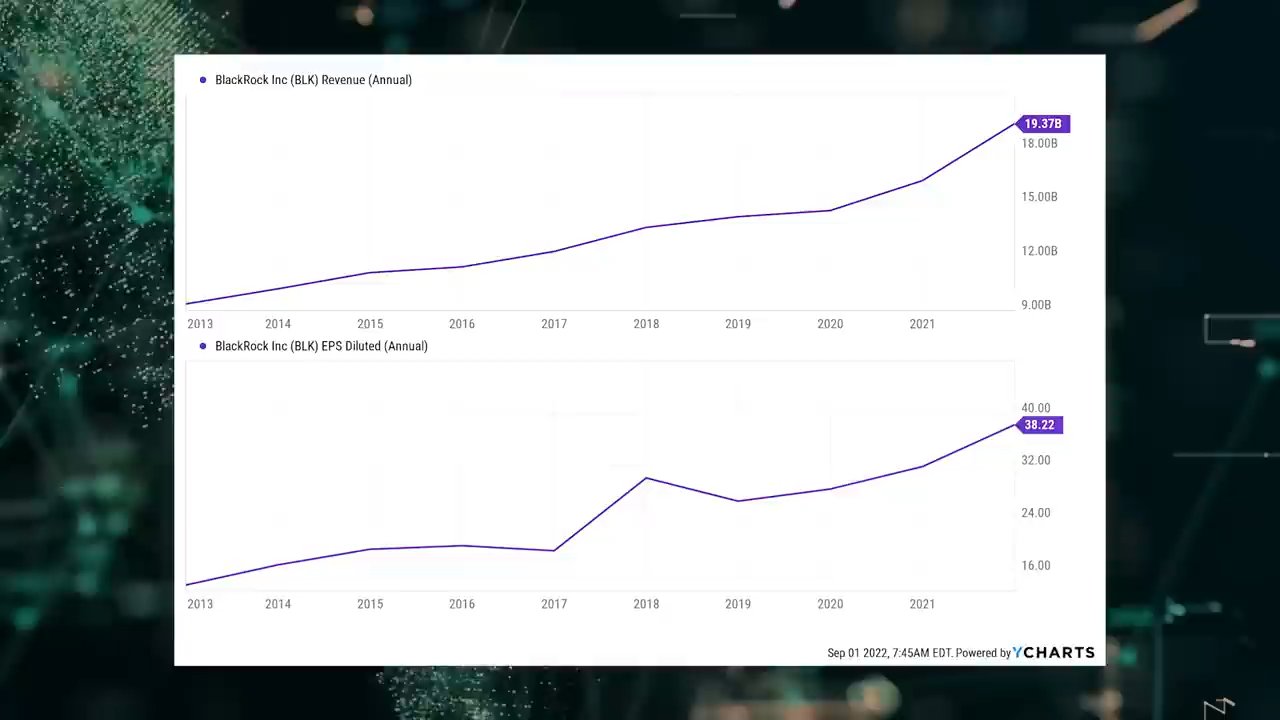 BlackRock Inc (BLK) Revenue (Annual)
19.37B
18.00B
15.00B
12.00B
9.00B
2013 2014 2015 2016 2017 2018 2019 2020 2021
BlackRock Inc (BLK) EPS Diluted (Annual)
40.00
38.22
32.00
24.00
16.00
2013 2014 2015 2016 2017 2018 2019 2020 2021
Sep 01 2022, 7:45AM EDT. Powered by YCHARTS